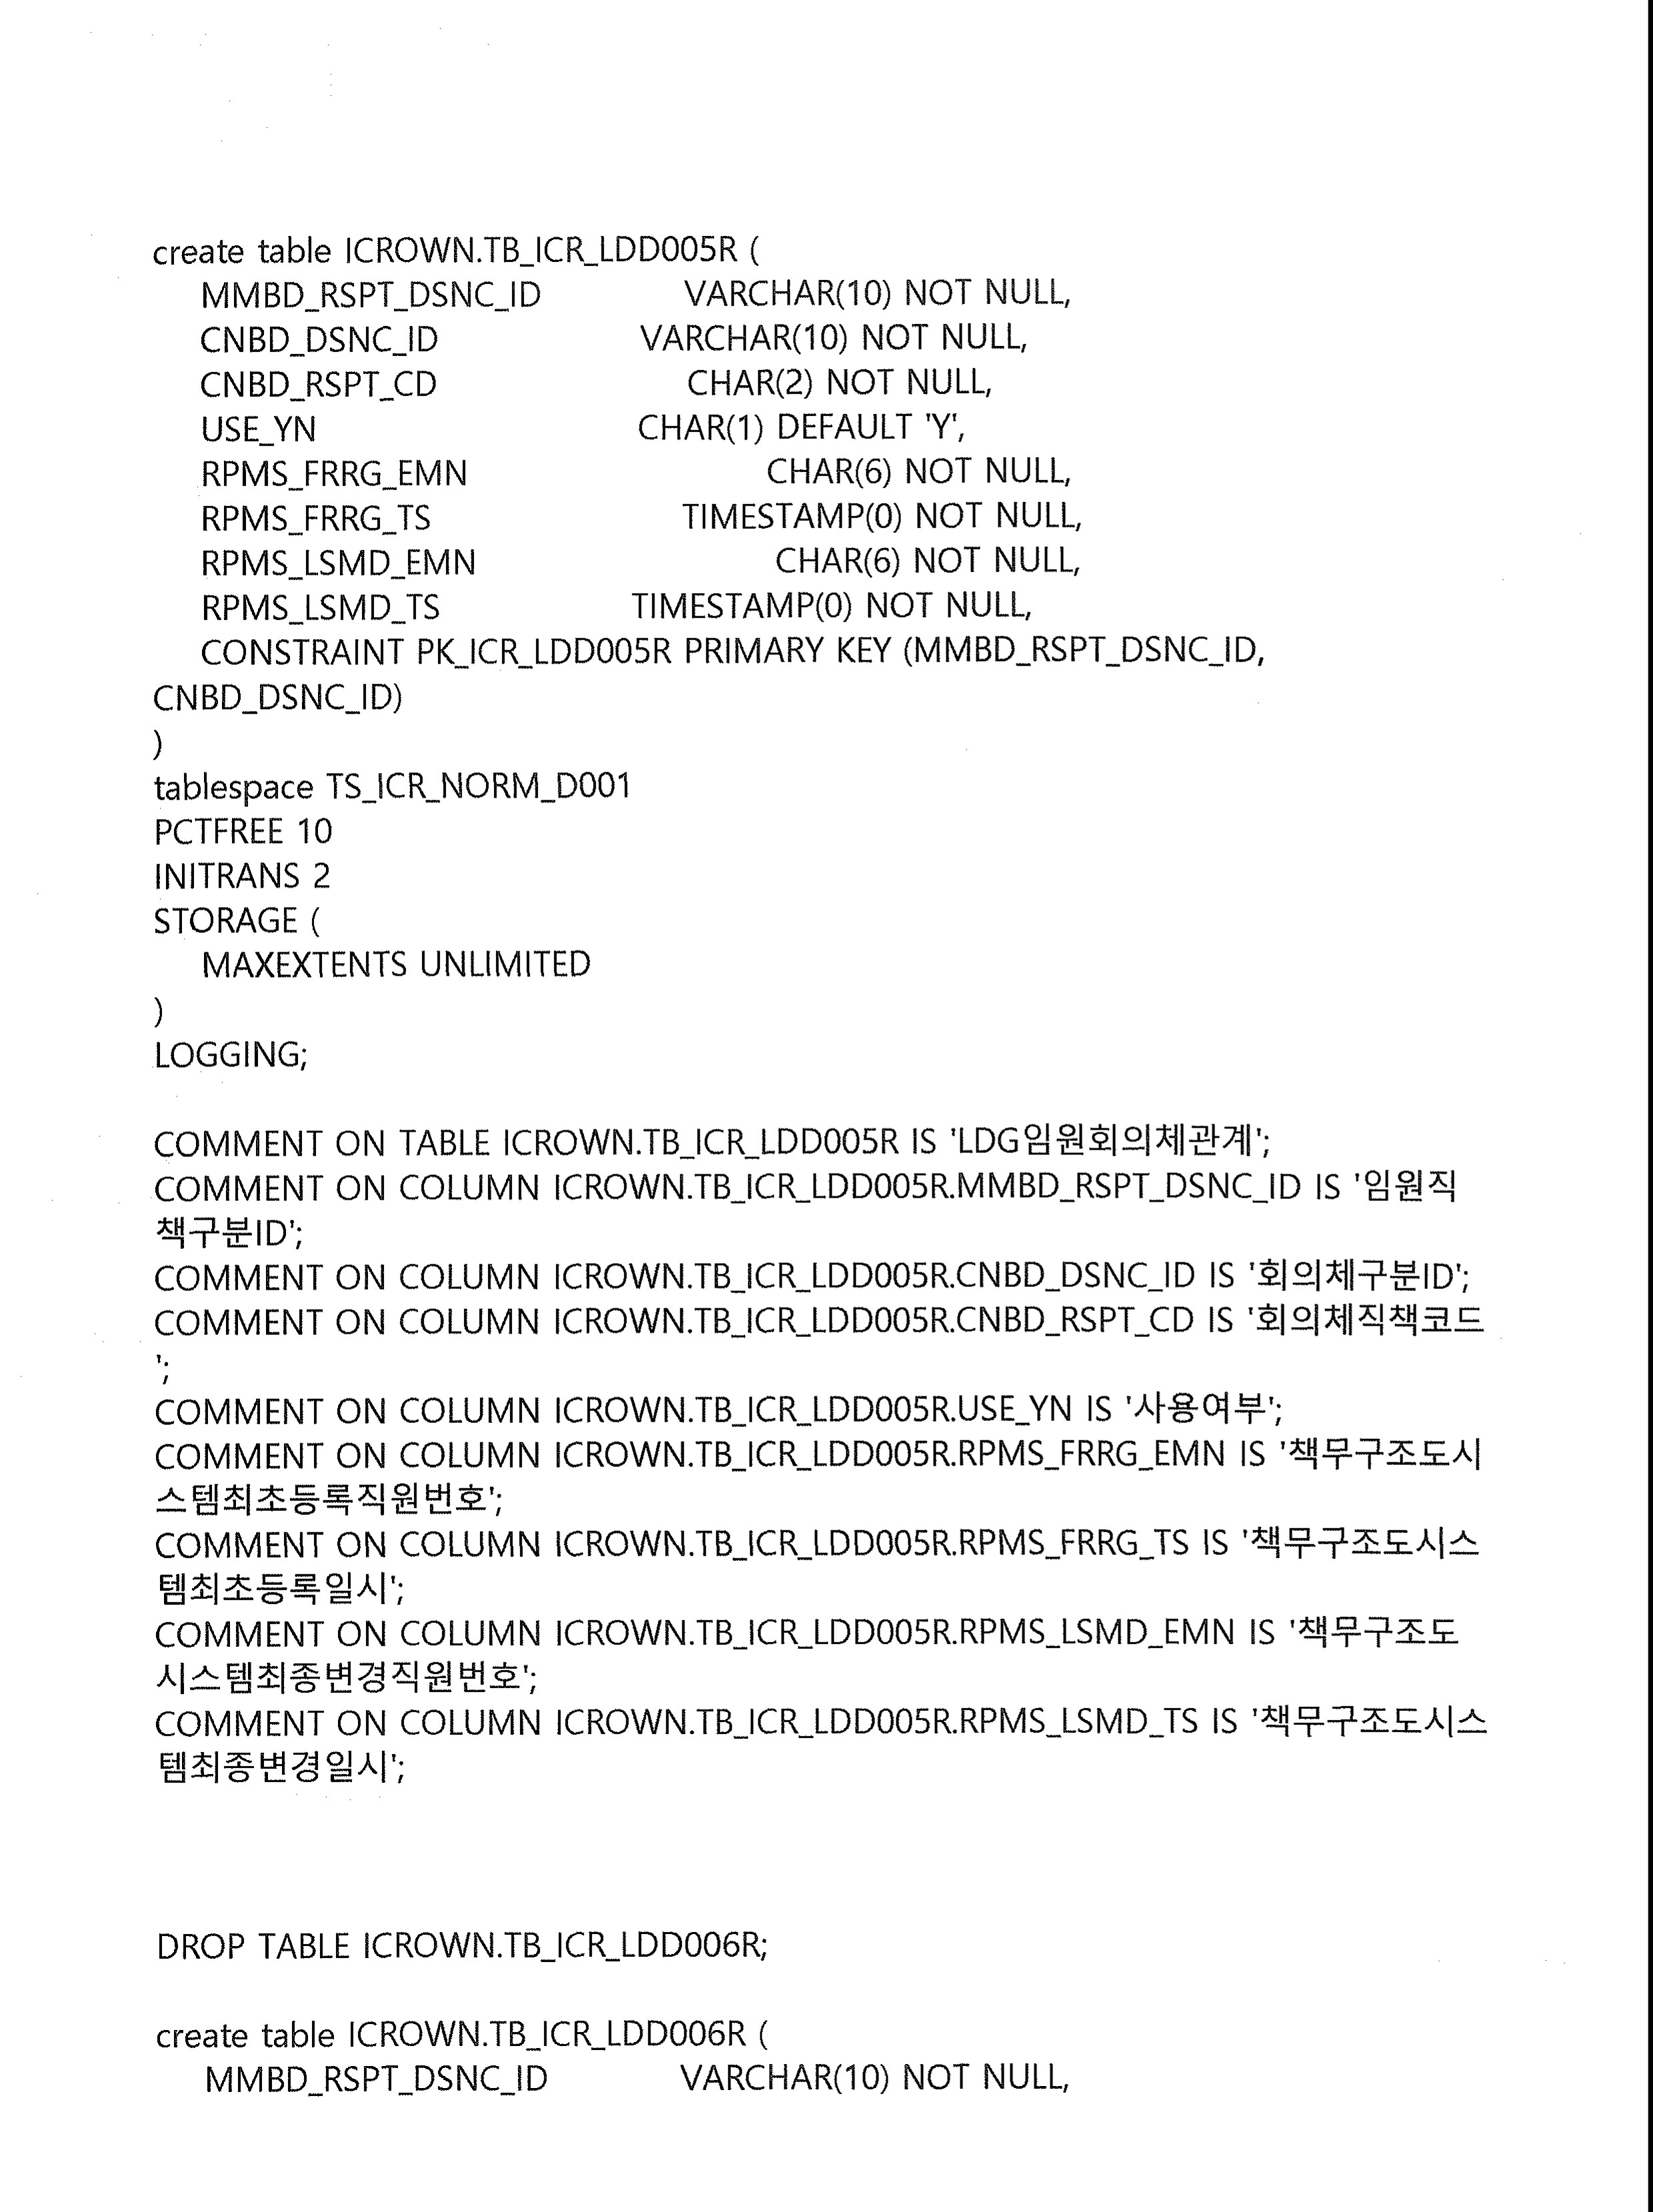 create table ICROWN.TB_ICR_LDD005R (
MMBD_RSPT_DSNC_ID VARCHAR(10) NOT NULL,
CNBD_DSNC_ID VARCHAR(10) NOT NULL,
CNBD_RSPT_CD CHAR(2) NOT NULL,
USE_YN CHAR(1) DEFAULT 'Y',
RPMS_FRRG_EMN CHAR(6) NOT NULL,
RPMS_FRRG_TS TIMESTAMP(0) NOT NULL,
RPMS_LSMD_EMN CHAR(6) NOT NULL,
RPMS_LSMD_TS TIMESTAMP(0) NOT NULL,
CONSTRAINT PK_ICR_LDD005R PRIMARY KEY (MMBD_RSPT_DSNC_ID,
CNBD_DSNC_ID)
)
tablespace TS_ICR_NORM_D001
PCTFREE 10
INITRANS 2
STORAGE (
MAXEXTENTS UNLIMITED
)
LOGGING;
COMMENT ON TABLE ICROWN.TB_ICR_LDD005R IS 'LDG임원회의체관계';
COMMENT ON COLUMN ICROWN.TB_ICR_LDD005R.MMBD_RSPT_DSNC_ID IS '임원직
책구분ID';
COMMENT ON COLUMN ICROWN.TB_ICR_LDD005R.CNBD_DSNC_ID IS '회의체구분ID';
COMMENT ON COLUMN ICROWN.TB_ICR_LDD005R.CNBD_RSPT_CD IS '회의체직책코드
';
COMMENT ON COLUMN ICROWN.TB_ICR_LDD005R.USE_YN IS '사용여부';
COMMENT ON COLUMN ICROWN.TB_ICR_LDD005R.RPMS_FRRG_EMN IS '책무구조도시
스템최초등록직원번호';
COMMENT ON COLUMN ICROWN.TB_ICR_LDD005R.RPMS_FRRG_TS IS '책무구조도시스
템최초등록일시';
COMMENT ON COLUMN ICROWN.TB_ICR_LDD005R.RPMS_LSMD_EMN IS '책무구조도
시스템최종변경직원번호';
COMMENT ON COLUMN ICROWN.TB_ICR_LDD005R.RPMS_LSMD_TS IS '책무구조도시스
템최종변경일시';
DROP TABLE ICROWN.TB_ICR_LDD006R;
create table ICROWN.TB_ICR_LDD006R (
MMBD_RSPT_DSNC_ID VARCHAR(10) NOT NULL,